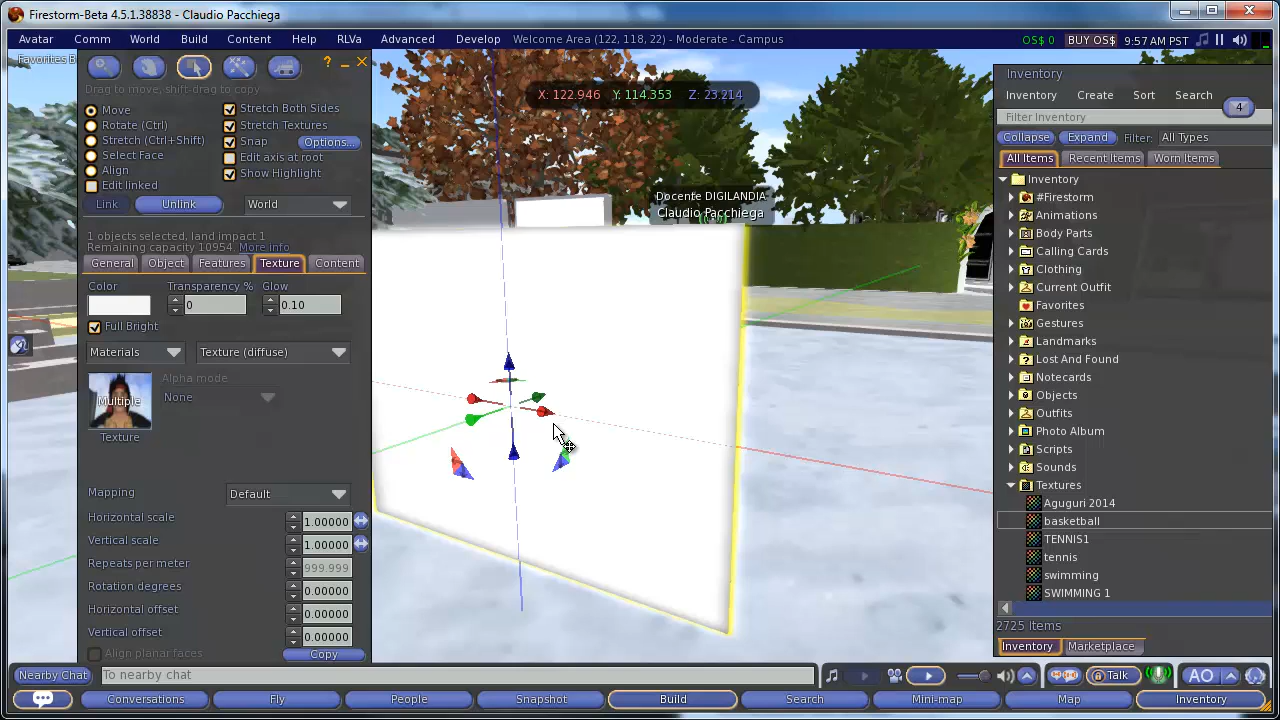 Firestorm-Beta 4.5.1.38838 - Claudio Pacchiega
Avatar Comm World Build Content Help RLVa Advanced Develop Welcome Area (122, 118, 22) - Moderate - Campus OS$ 0 BUY OS$ 9:57 AM PST
Favorites B
Drag to move, shift-drag to copy
Move
Rotate (Ctrl)
Stretch (Ctrl+Shift)
Select Face
Align
Edit linked
Stretch Both Sides
Stretch Textures
Snap Options...
Edit axis at root
Show Highlight
Link Unlink World
1 objects selected, land impact 1
Remaining capacity 10954. More info
General Object Features Texture Content
Color Transparency % Glow
0 0.10
Full Bright
Materials Texture (diffuse)
Multiple
Texture
Alpha mode
None
Mapping Default
Horizontal scale 1.00000
Vertical scale 1.00000
Repeats per meter 999.999
Rotation degrees 0.00000
Horizontal offset 0.00000
Vertical offset 0.00000
Align planar faces Copy
X: 122.946 Y: 114.353 Z: 23.214
Docente DIGILANDIA
Claudio Pacchiega
Inventory
Inventory Create Sort Search
4
Filter Inventory
Collapse Expand Filter: All Types
All Items Recent Items Worn Items
Inventory
#Firestorm
Animations
Body Parts
Calling Cards
Clothing
Current Outfit
Favorites
Gestures
Landmarks
Lost And Found
Notecards
Objects
Outfits
Photo Album
Scripts
Sounds
Textures
Aguguri 2014
basketball
TENNIS1
tennis
swimming
SWIMMING 1
2725 Items
Inventory Marketplace
Nearby Chat To nearby chat Talk AO
Conversations Fly People Snapshot Build Search Mini-map Map Inventory